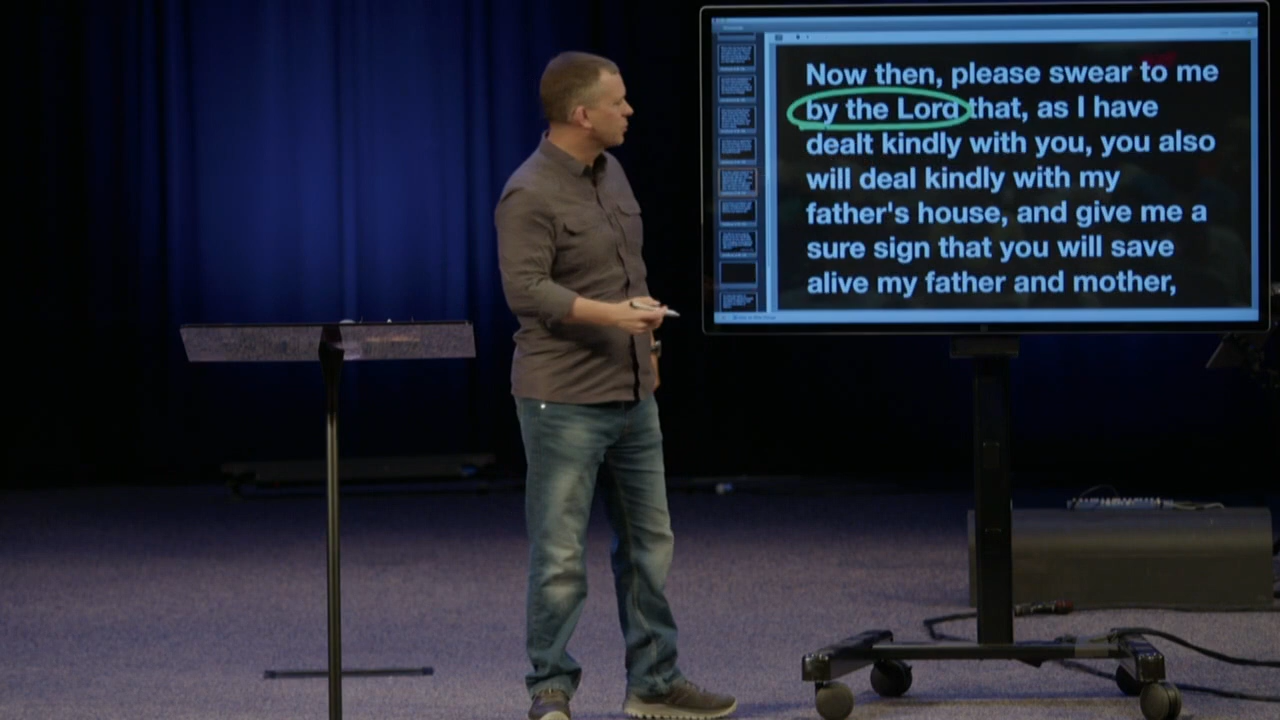 Now then, please swear to me
by the Lord that, as I have
dealt kindly with you, you also
will deal kindly with my
father's house, and give me a
sure sign that you will save
alive my father and mother,